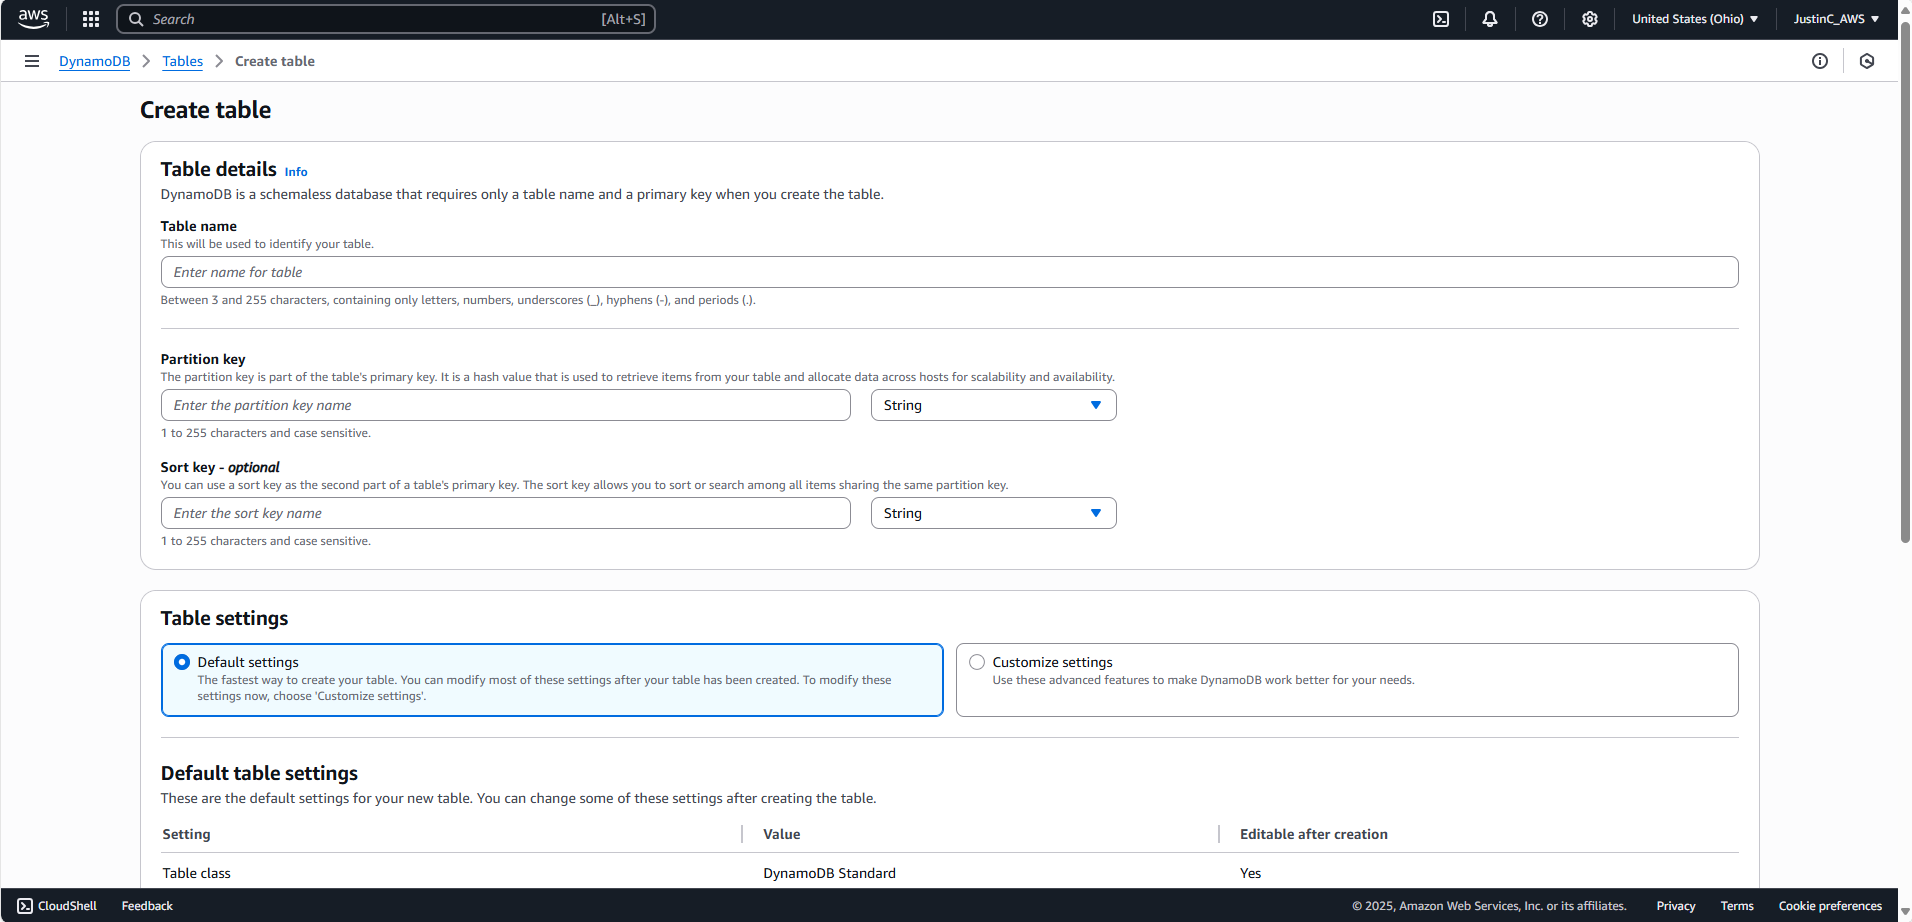 aws
Search [Alt+S]
United States (Ohio)
JustinC_AWS
DynamoDB
Tables
Create table
Create table
Table details Info
DynamoDB is a schemaless database that requires only a table name and a primary key when you create the table.
Table name
This will be used to identify your table.
Enter name for table
Between 3 and 255 characters, containing only letters, numbers, underscores (_), hyphens (-), and periods (.).
Partition key
The partition key is part of the table's primary key. It is a hash value that is used to retrieve items from your table and allocate data across hosts for scalability and availability.
Enter the partition key name
String
1 to 255 characters and case sensitive.
Sort key - optional
You can use a sort key as the second part of a table's primary key. The sort key allows you to sort or search among all items sharing the same partition key.
Enter the sort key name
String
1 to 255 characters and case sensitive.
Table settings
Default settings
The fastest way to create your table. You can modify most of these settings after your table has been created. To modify these
settings now, choose 'Customize settings'.
Customize settings
Use these advanced features to make DynamoDB work better for your needs.
Default table settings
These are the default settings for your new table. You can change some of these settings after creating the table.
Setting
Value
Editable after creation
Table class
DynamoDB Standard
Yes
CloudShell
Feedback
© 2025, Amazon Web Services, Inc. or its affiliates.
Privacy
Terms
Cookie preferences